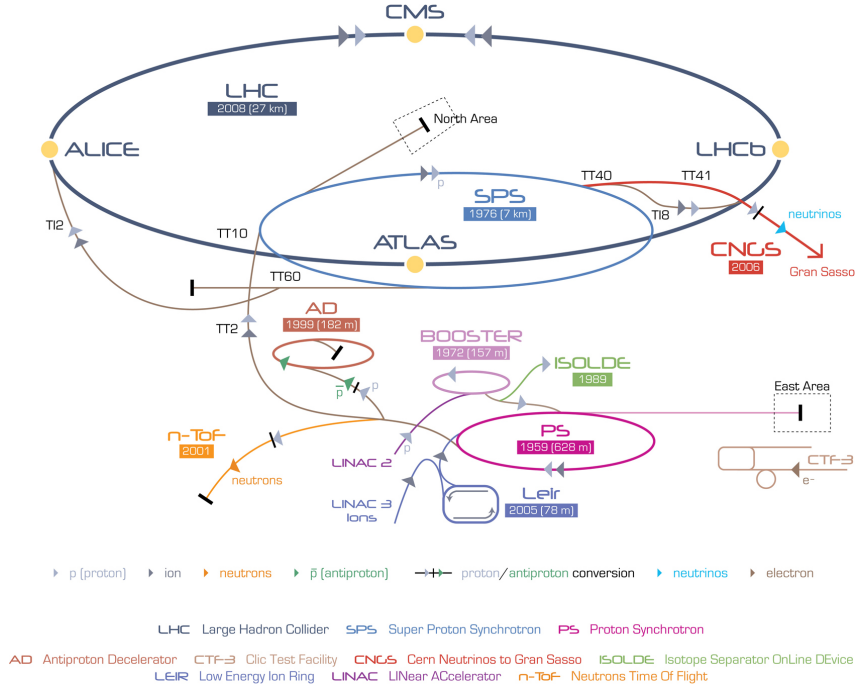 CMS
LHC
2008 (27 km)
North Area
ALICE
LHCb
TT40
TT41
p
SPS
1976 (7 km)
TI8
neutrinos
TI2
TT10
ATLAS
CNGS
2006
Gran Sasso
TT60
AD
1999 (182 m)
TT2
BOOSTER
1972 (157 m)
ISOLDE
1989
p̅
p
East Area
n-ToF
2001
p
PS
1959 (628 m)
LINAC 2
neutrons
CTF-3
e-
LINAC 3
Ions
Leir
2005 (78 m)
p (proton) ion neutrons p̅ (antiproton) proton/antiproton conversion neutrinos electron
LHC Large Hadron Collider SPS Super Proton Synchrotron PS Proton Synchrotron
AD Antiproton Decelerator CTF-3 Clic Test Facility CNGS Cern Neutrinos to Gran Sasso ISOLDE Isotope Separator OnLine DEvice
LEIR Low Energy Ion Ring LINAC LINear ACcelerator n-ToF Neutrons Time Of Flight